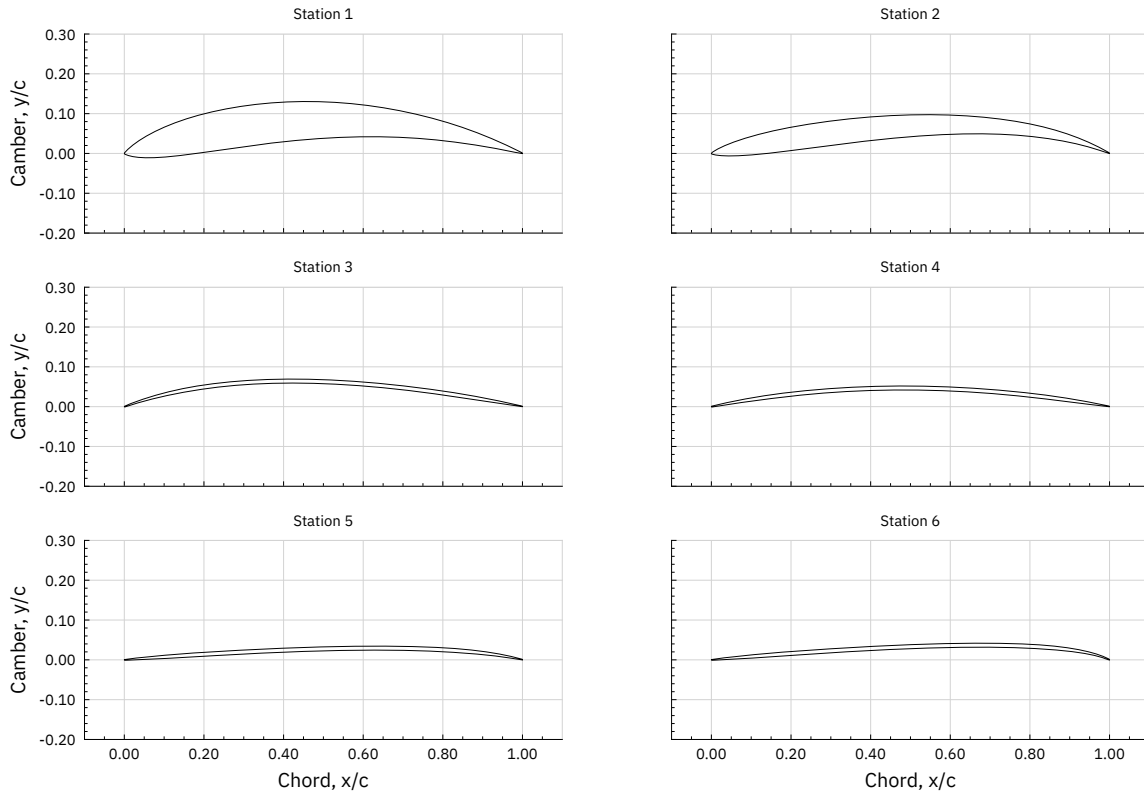 Station 1
Station 2
0.30
0.20
0.10
0.00
-0.10
-0.20
Camber, y/c
Station 3
Station 4
0.30
0.20
0.10
0.00
-0.10
-0.20
Camber, y/c
Station 5
Station 6
0.30
0.20
0.10
0.00
-0.10
-0.20
Camber, y/c
0.00 0.20 0.40 0.60 0.80 1.00
0.00 0.20 0.40 0.60 0.80 1.00
Chord, x/c
Chord, x/c